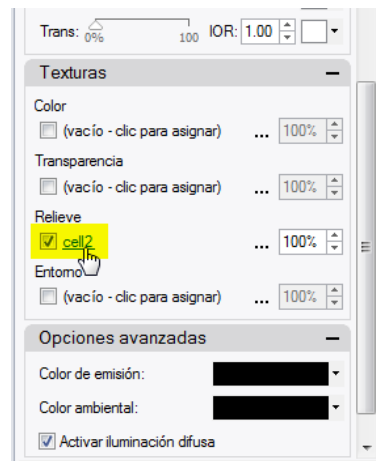 Trans: 0% 100 IOR: 1.00
Texturas
Color
(vacío - clic para asignar) ... 100%
Transparencia
(vacío - clic para asignar) ... 100%
Relieve
cell2 ... 100%
Entorno
(vacío - clic para asignar) ... 100%
Opciones avanzadas
Color de emisión:
Color ambiental:
Activar iluminación difusa